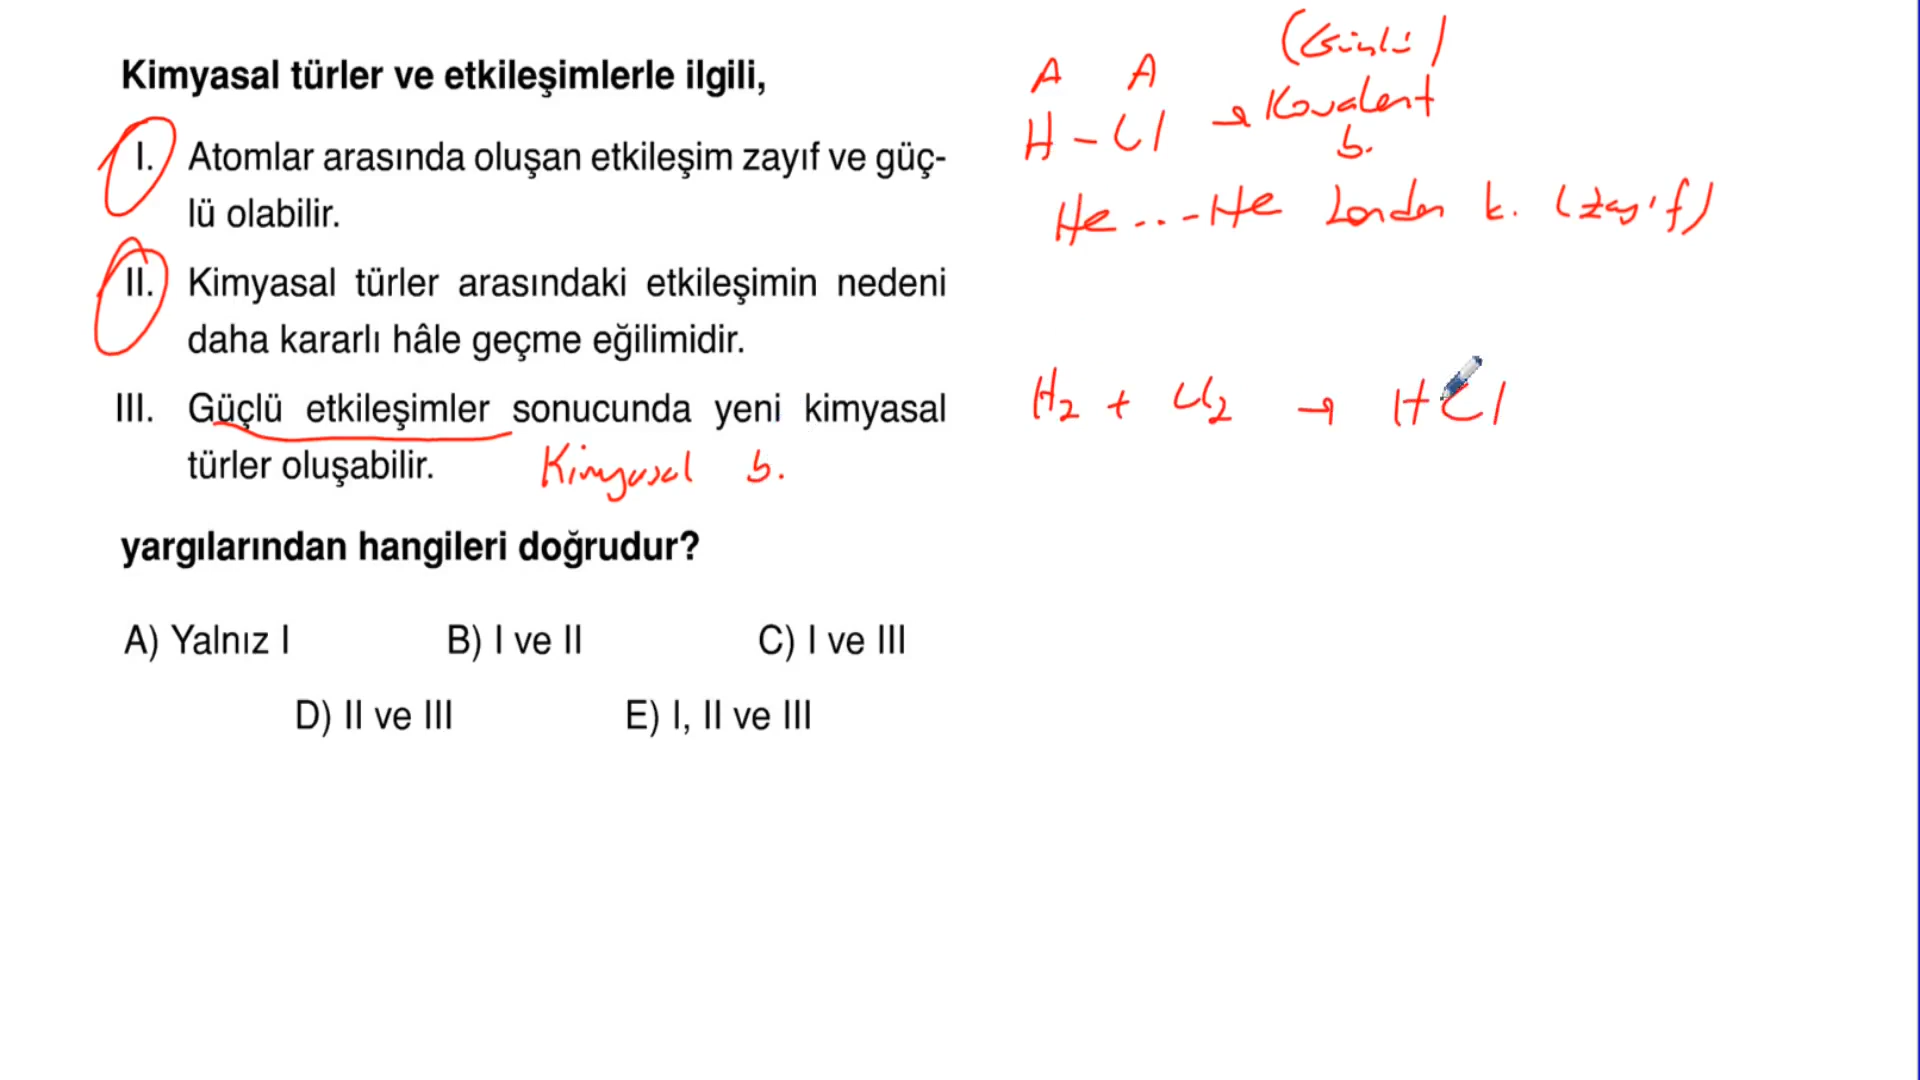 Kimyasal türler ve etkileşimlerle ilgili,
I. Atomlar arasında oluşan etkileşim zayıf ve güç-
lü olabilir.
II. Kimyasal türler arasındaki etkileşimin nedeni
daha kararlı hâle geçme eğilimidir.
III. Güçlü etkileşimler sonucunda yeni kimyasal
türler oluşabilir. Kimyasal b.
yargılarından hangileri doğrudur?
A) Yalnız I B) I ve II C) I ve III
D) II ve III E) I, II ve III
(Güçlü)
A A
H - Cl → Kovalent
b.
He ... - He London k. (zayıf)
H2 + Cl2 → HCl